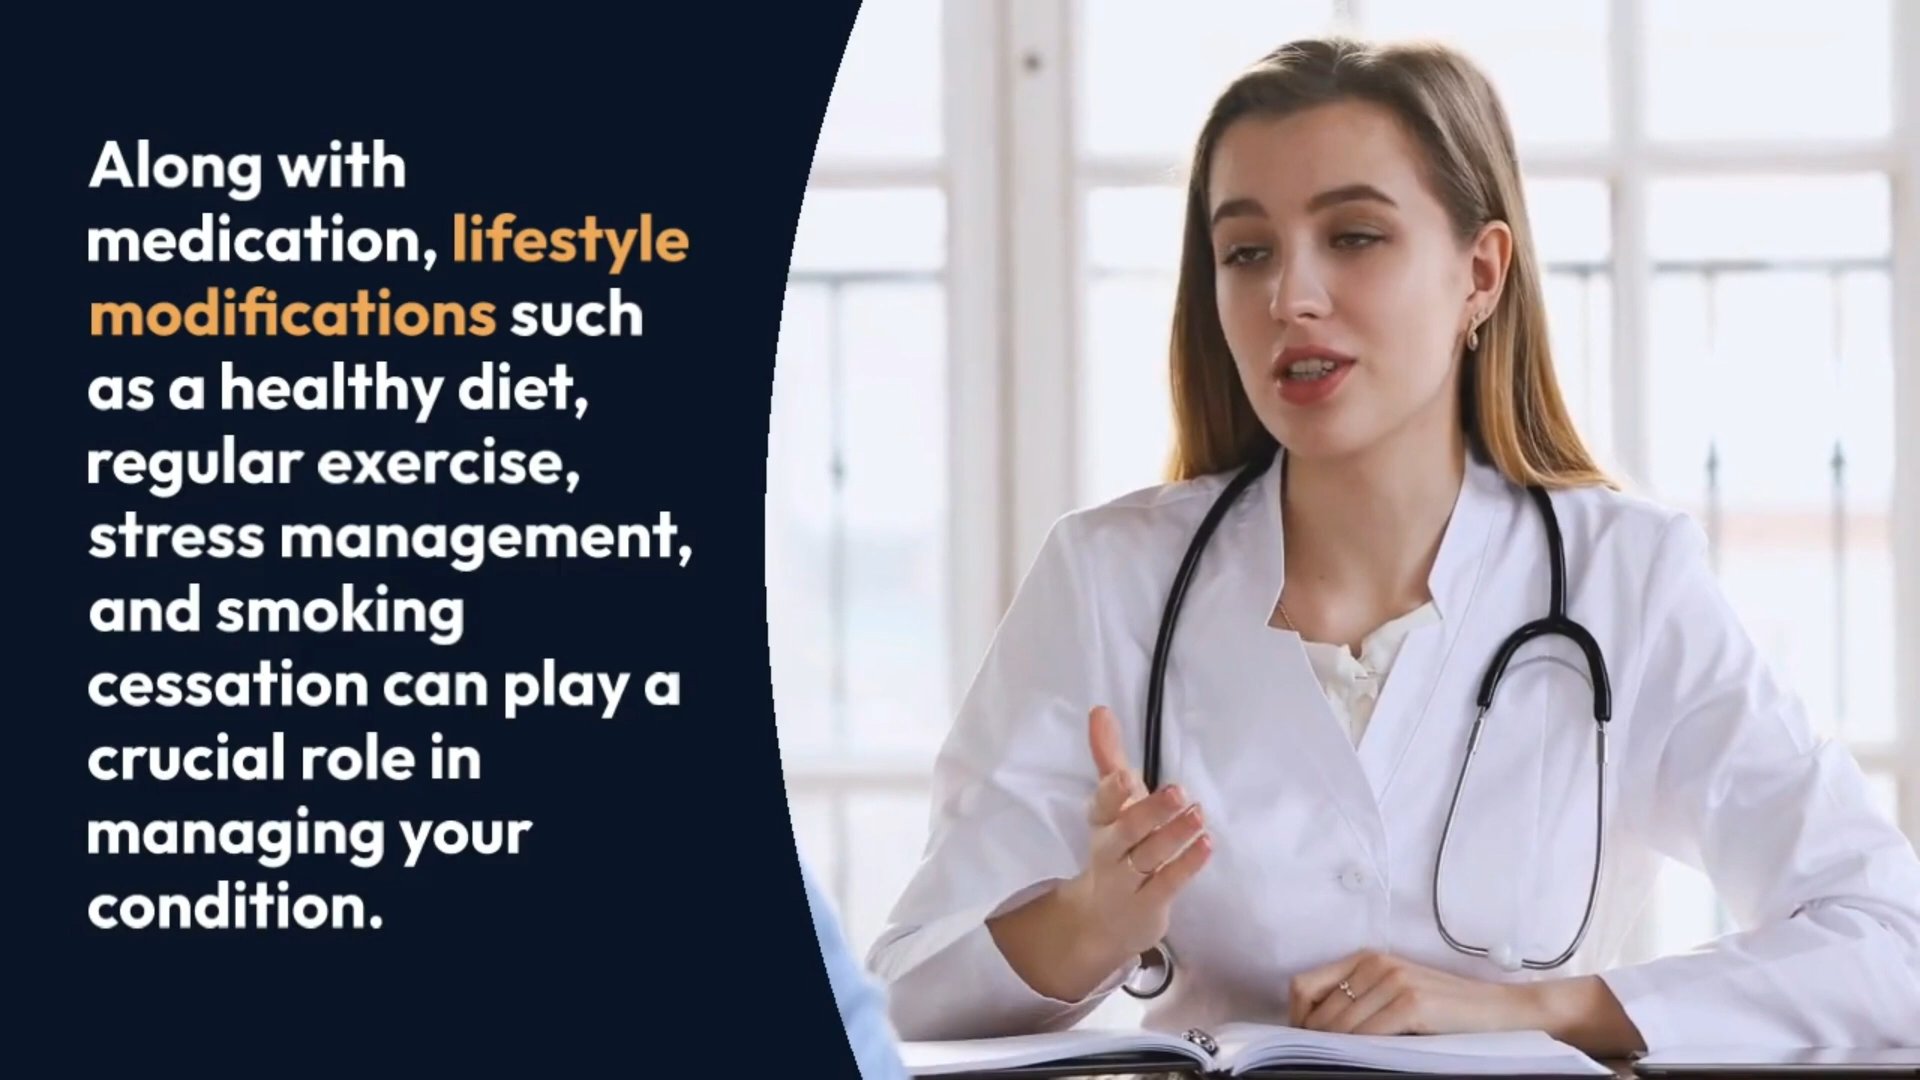 Along with
medication, lifestyle
modifications such
as a healthy diet,
regular exercise,
stress management,
and smoking
cessation can play a
crucial role in
managing your
condition.